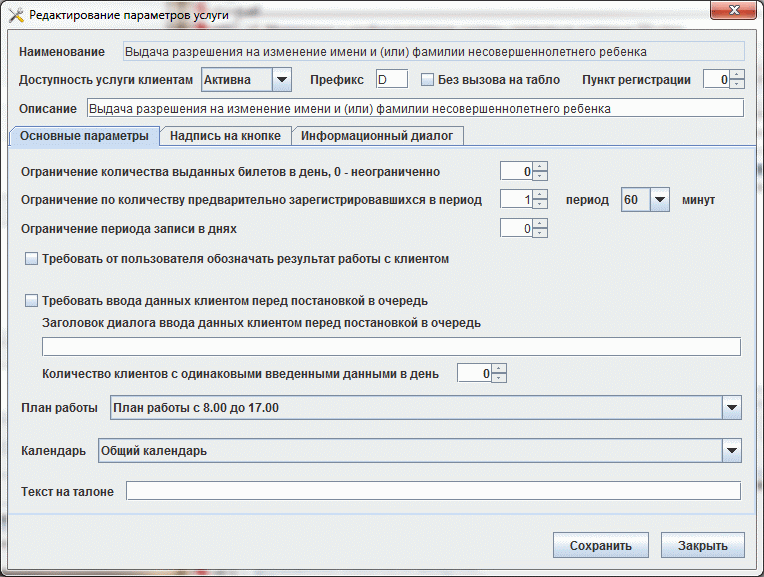 Редактирование параметров услуги
Наименование Выдача разрешения на изменение имени и (или) фамилии несовершеннолетнего ребенка
Доступность услуги клиентам Активна Префикс D Без вызова на табло Пункт регистрации 0
Описание Выдача разрешения на изменение имени и (или) фамилии несовершеннолетнего ребенка
Основные параметры Надпись на кнопке Информационный диалог
Ограничение количества выданных билетов в день, 0 - неограниченно 0
Ограничение по количеству предварительно зарегистрировавшихся в период 1 период 60 минут
Ограничение периода записи в днях 0
Требовать от пользователя обозначать результат работы с клиентом
Требовать ввода данных клиентом перед постановкой в очередь
Заголовок диалога ввода данных клиентом перед постановкой в очередь
Количество клиентов с одинаковыми введенными данными в день 0
План работы План работы с 8.00 до 17.00
Календарь Общий календарь
Текст на талоне
Сохранить Закрыть